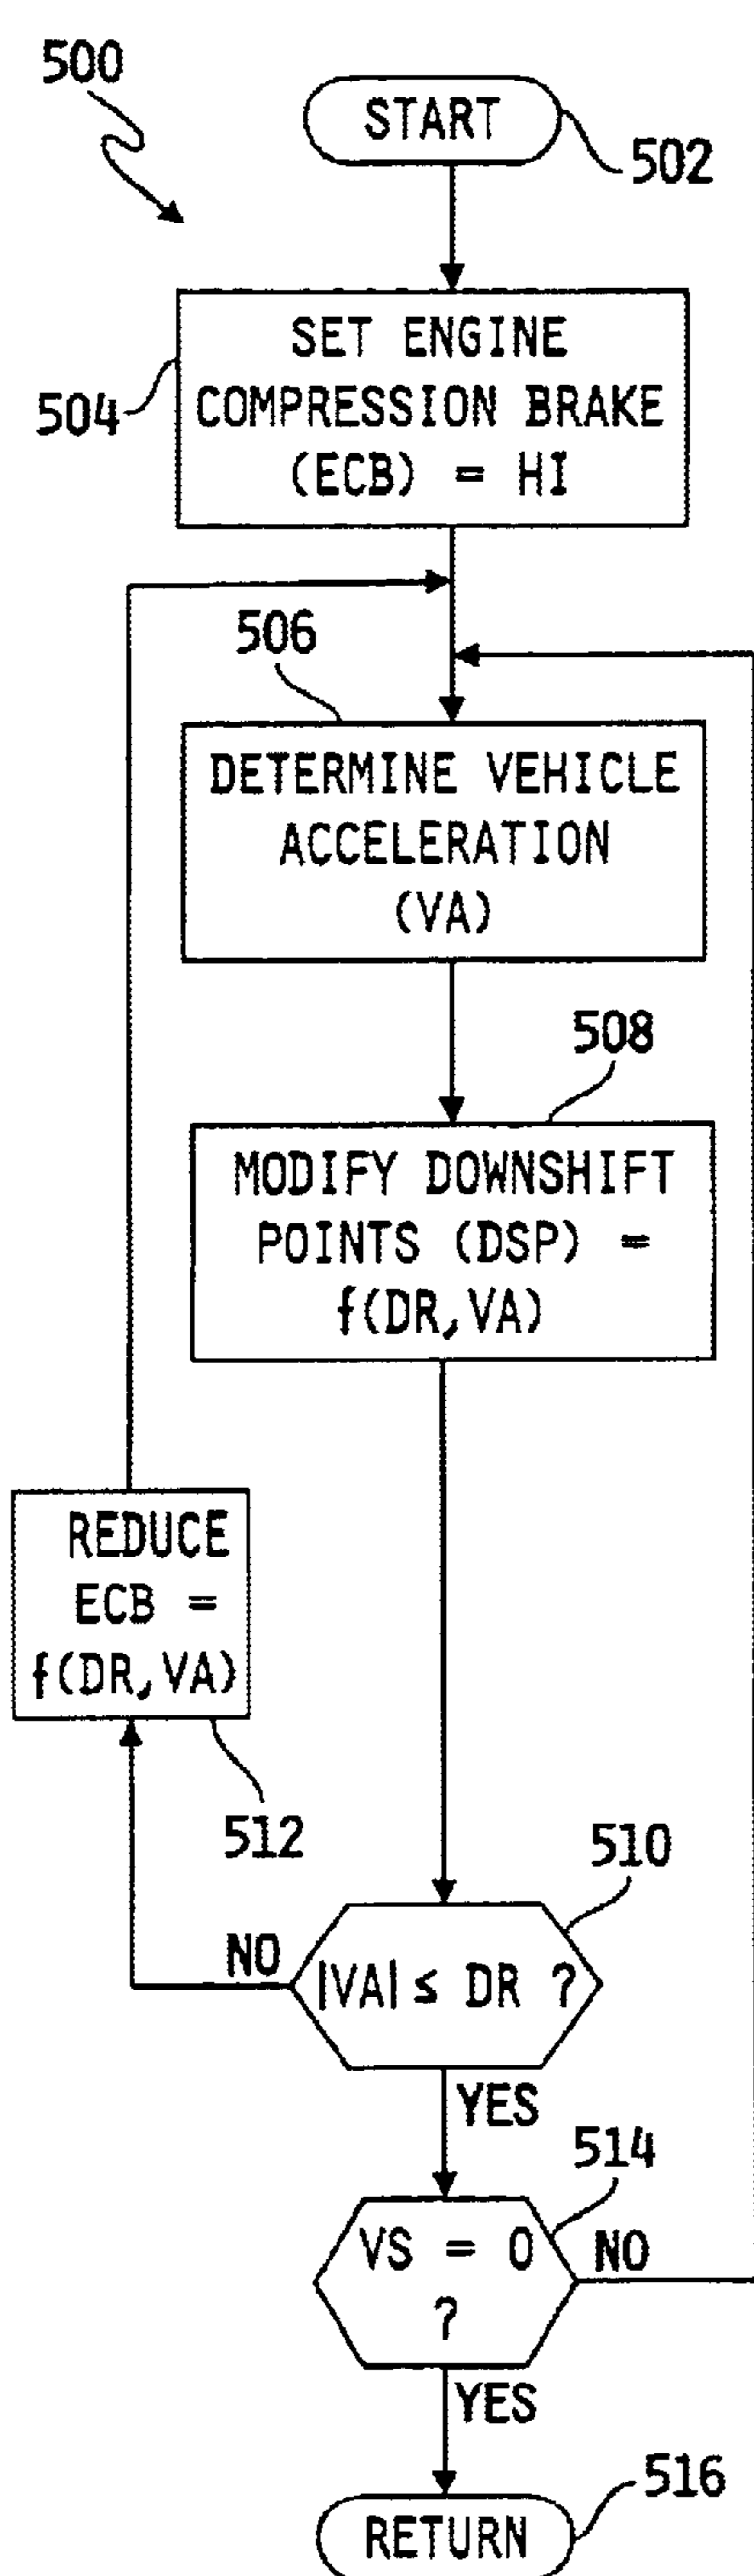 500
START
502
SET ENGINE
COMPRESSION BRAKE
(ECB) = HI
504
506
DETERMINE VEHICLE
ACCELERATION
(VA)
508
MODIFY DOWNSHIFT
POINTS (DSP) =
f(DR,VA)
REDUCE
ECB =
f(DR,VA)
512
510
NO
|VA| ≤ DR ?
YES
514
VS = 0
?
NO
YES
516
RETURN